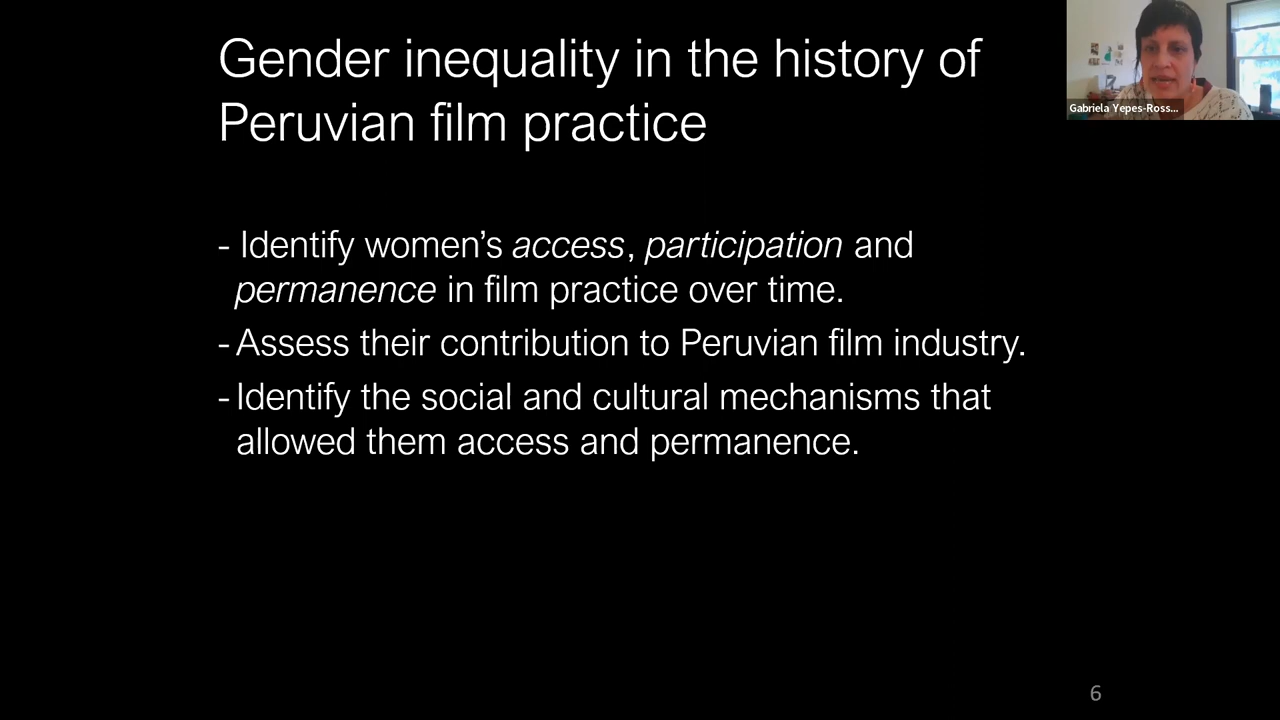 Gender inequality in the history of
Peruvian film practice
Gabriela Yepes-Ross...
- Identify women’s access, participation and
permanence in film practice over time.
- Assess their contribution to Peruvian film industry.
- Identify the social and cultural mechanisms that
allowed them access and permanence.
6